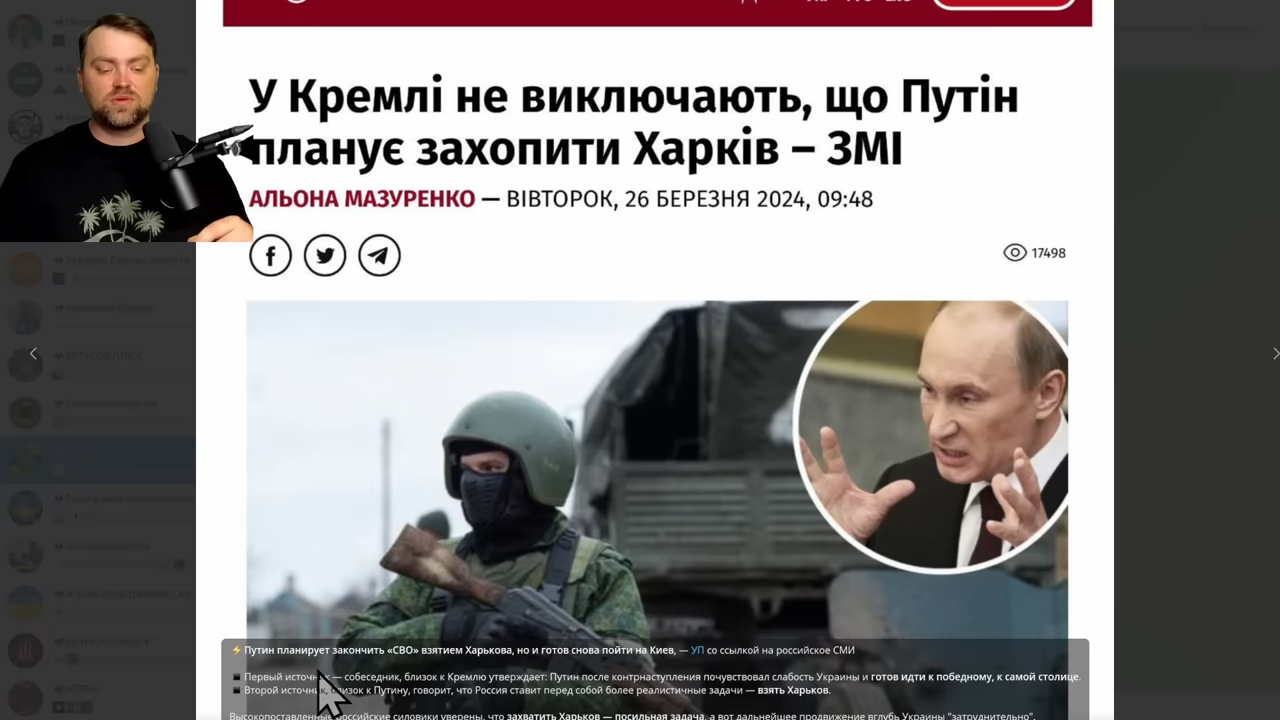 У Кремлі не виключають, що Путін
планує захопити Харків – ЗМІ
АЛЬОНА МАЗУРЕНКО — ВІВТОРОК, 26 БЕРЕЗНЯ 2024, 09:48
17498
⚡ Путин планирует закончить «СВО» взятием Харькова, но и готов снова пойти на Киев, — УП со ссылкой на российское СМИ
Первый источник — собеседник, близок к Кремлю утверждает: Путин после контрнаступления почувствовал слабость Украины и готов идти к победному, к самой столице.
Второй источник, близок к Путину, говорит, что Россия ставит перед собой более реалистичные задачи — взять Харьков.
Высокопоставленные российские силовики уверены, что захватить Харьков — посильная задача, а вот дальнейшее продвижение вглубь Украины "затруднительно".